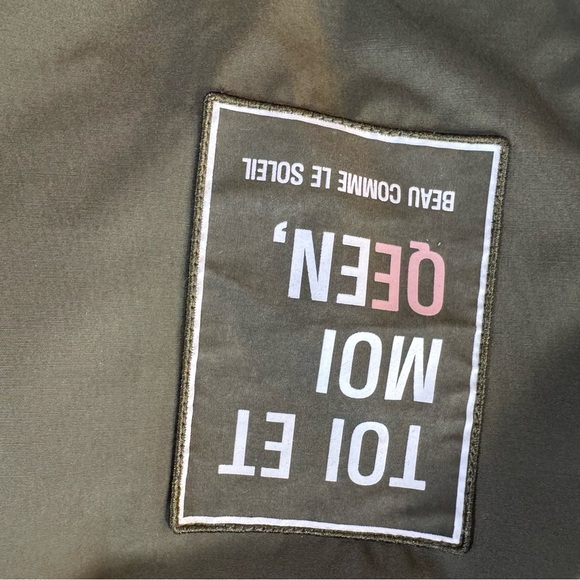 TOI ET
MOI
QEEN,
BEAU COMME LE SOLEIL